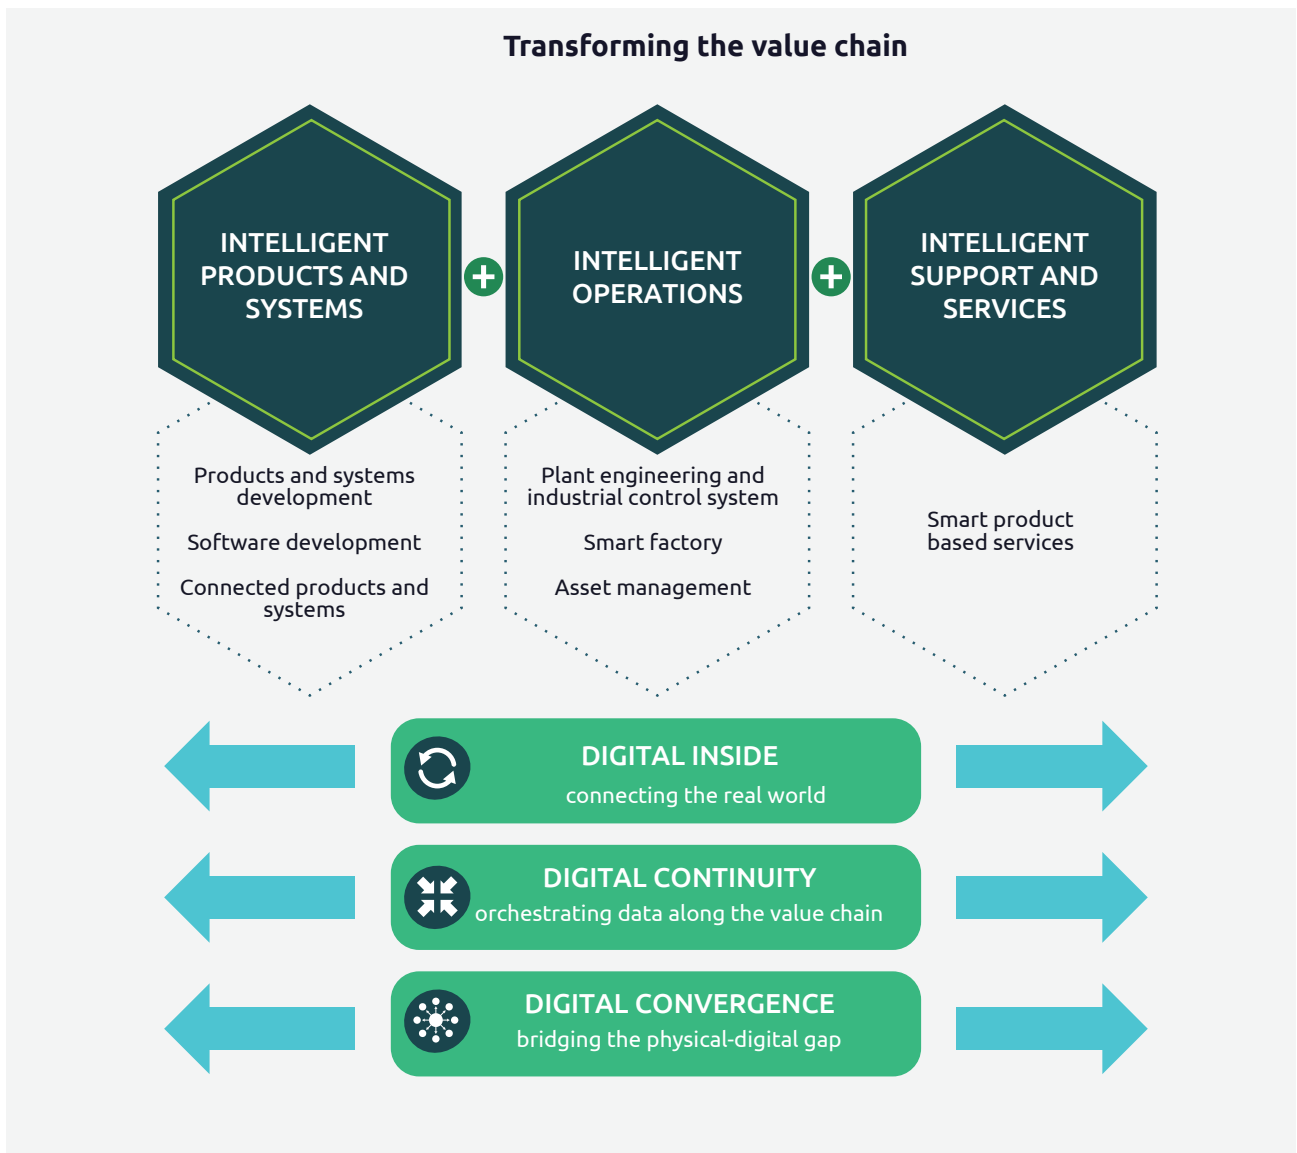 Transforming the value chain
INTELLIGENT
PRODUCTS AND
SYSTEMS
INTELLIGENT
OPERATIONS
INTELLIGENT
SUPPORT AND
SERVICES
Products and systems
development
Software development
Connected products and
systems
Plant engineering and
industrial control system
Smart factory
Asset management
Smart product
based services
DIGITAL INSIDE
connecting the real world
DIGITAL CONTINUITY
orchestrating data along the value chain
DIGITAL CONVERGENCE
bridging the physical-digital gap